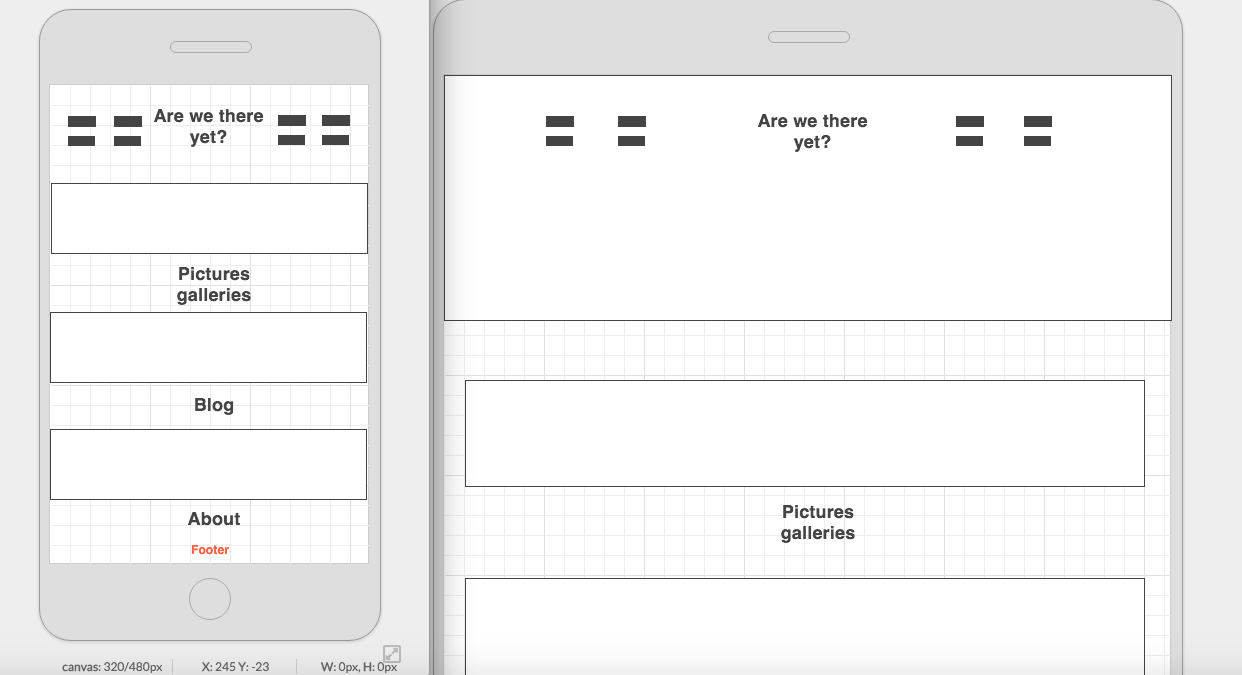 Are we there
yet?
Pictures
galleries
Blog
About
Footer
canvas: 320/480px
X: 245 Y: -23
W: 0px, H: 0px
Are we there
yet?
Pictures
galleries